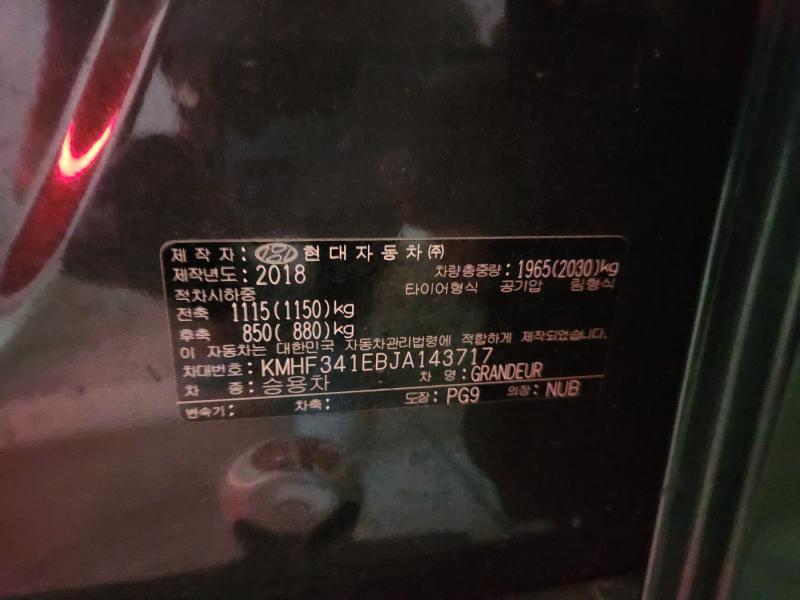 제 작 자 : 현 대 자 동 차 ㈜
제작년도 : 2018 차량총중량 : 1965(2030)kg
적차시하중 타이어형식 공기압 림형식
전축 1115(1150)kg
후축 850( 880)kg
이 자동차는 대한민국 자동차관리법령에 적합하게 제작되었습니다.
차대번호 : KMHF341EBJA143717
차 종 : 승용차 차 명 : GRANDEUR
변속기 : 차축 : 도장 : PG9 의장 : NUB